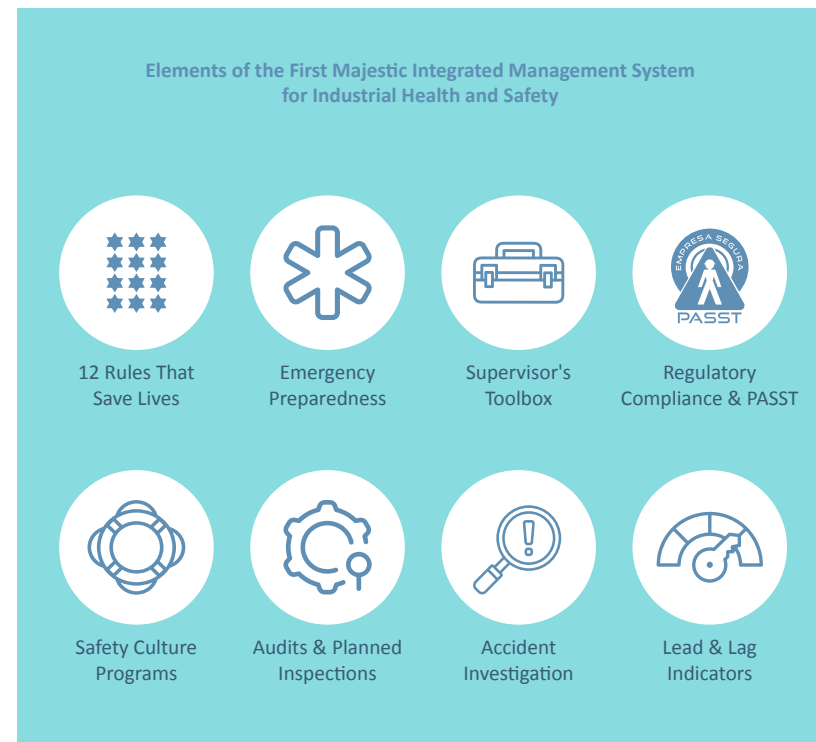 Elements of the First Majestic Integrated Management System
for Industrial Health and Safety
EMPRESA SEGURA
PASST
12 Rules That
Save Lives
Emergency
Preparedness
Supervisor's
Toolbox
Regulatory
Compliance & PASST
!
Safety Culture
Programs
Audits & Planned
Inspections
Accident
Investigation
Lead & Lag
Indicators